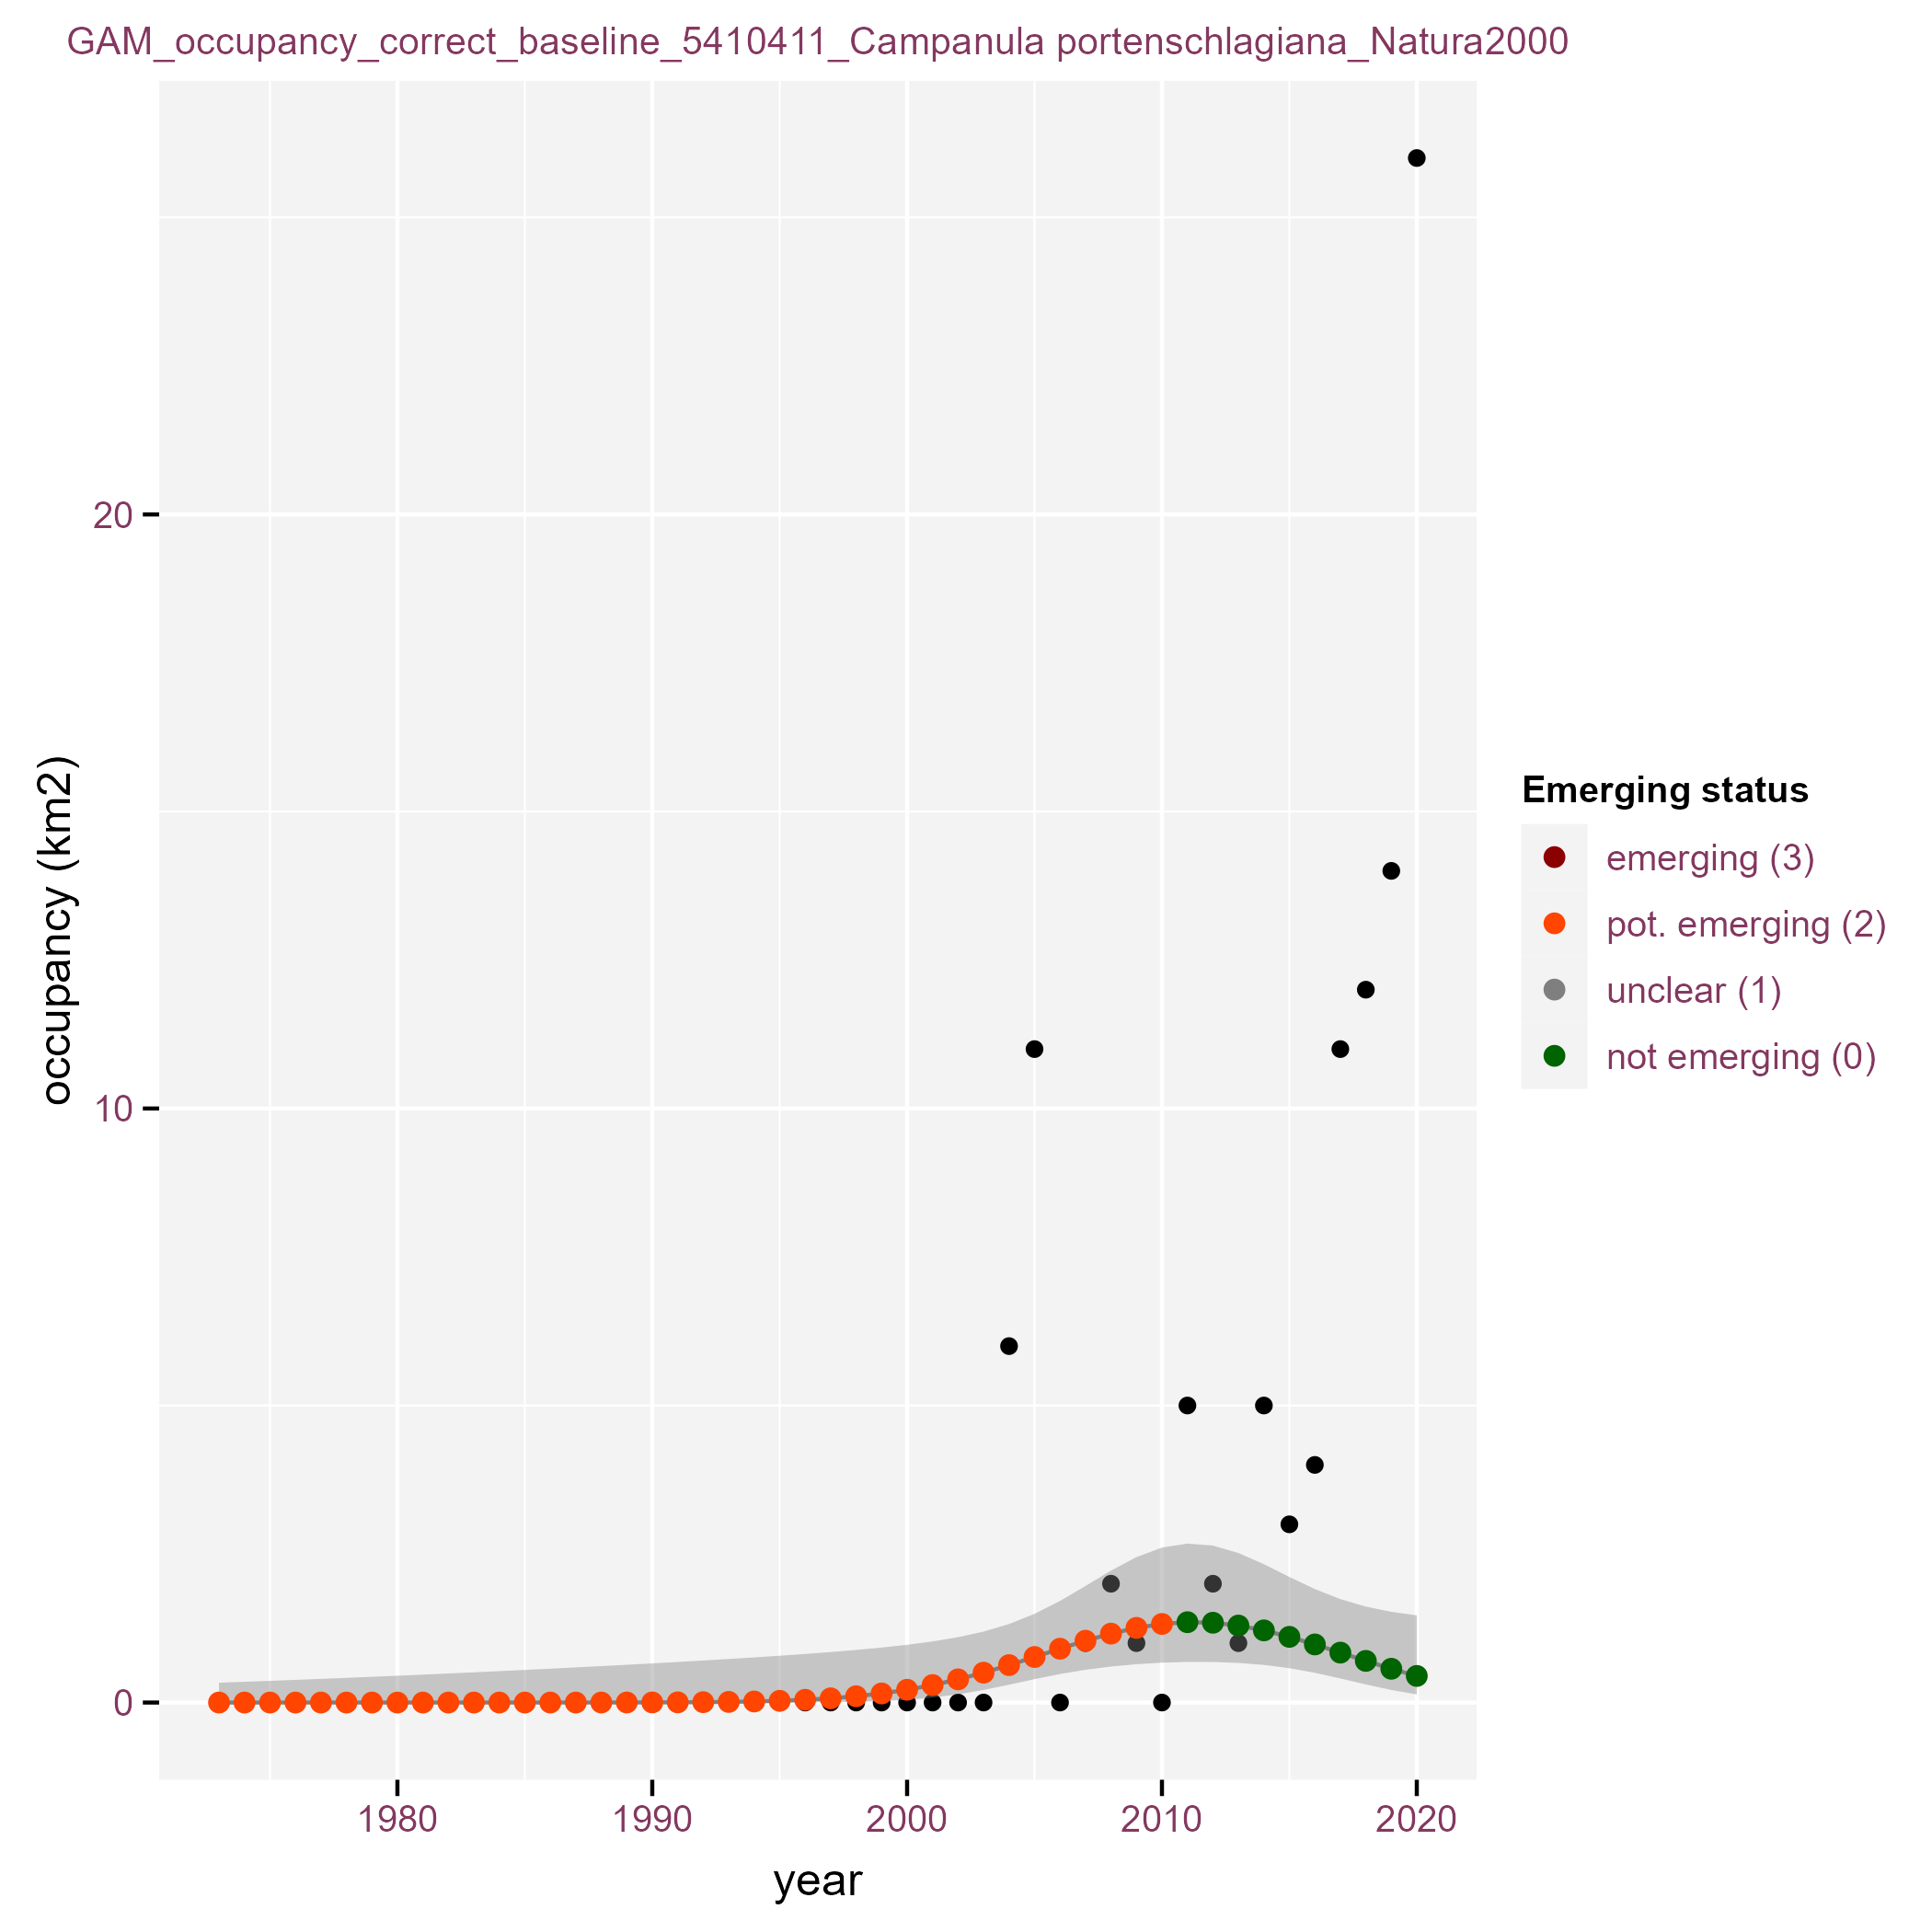 GAM_occupancy_correct_baseline_5410411_Campanula portenschlagiana_Natura2000
20
10
0
occupancy (km2)
1980 1990 2000 2010 2020
year
Emerging status
emerging (3)
pot. emerging (2)
unclear (1)
not emerging (0)